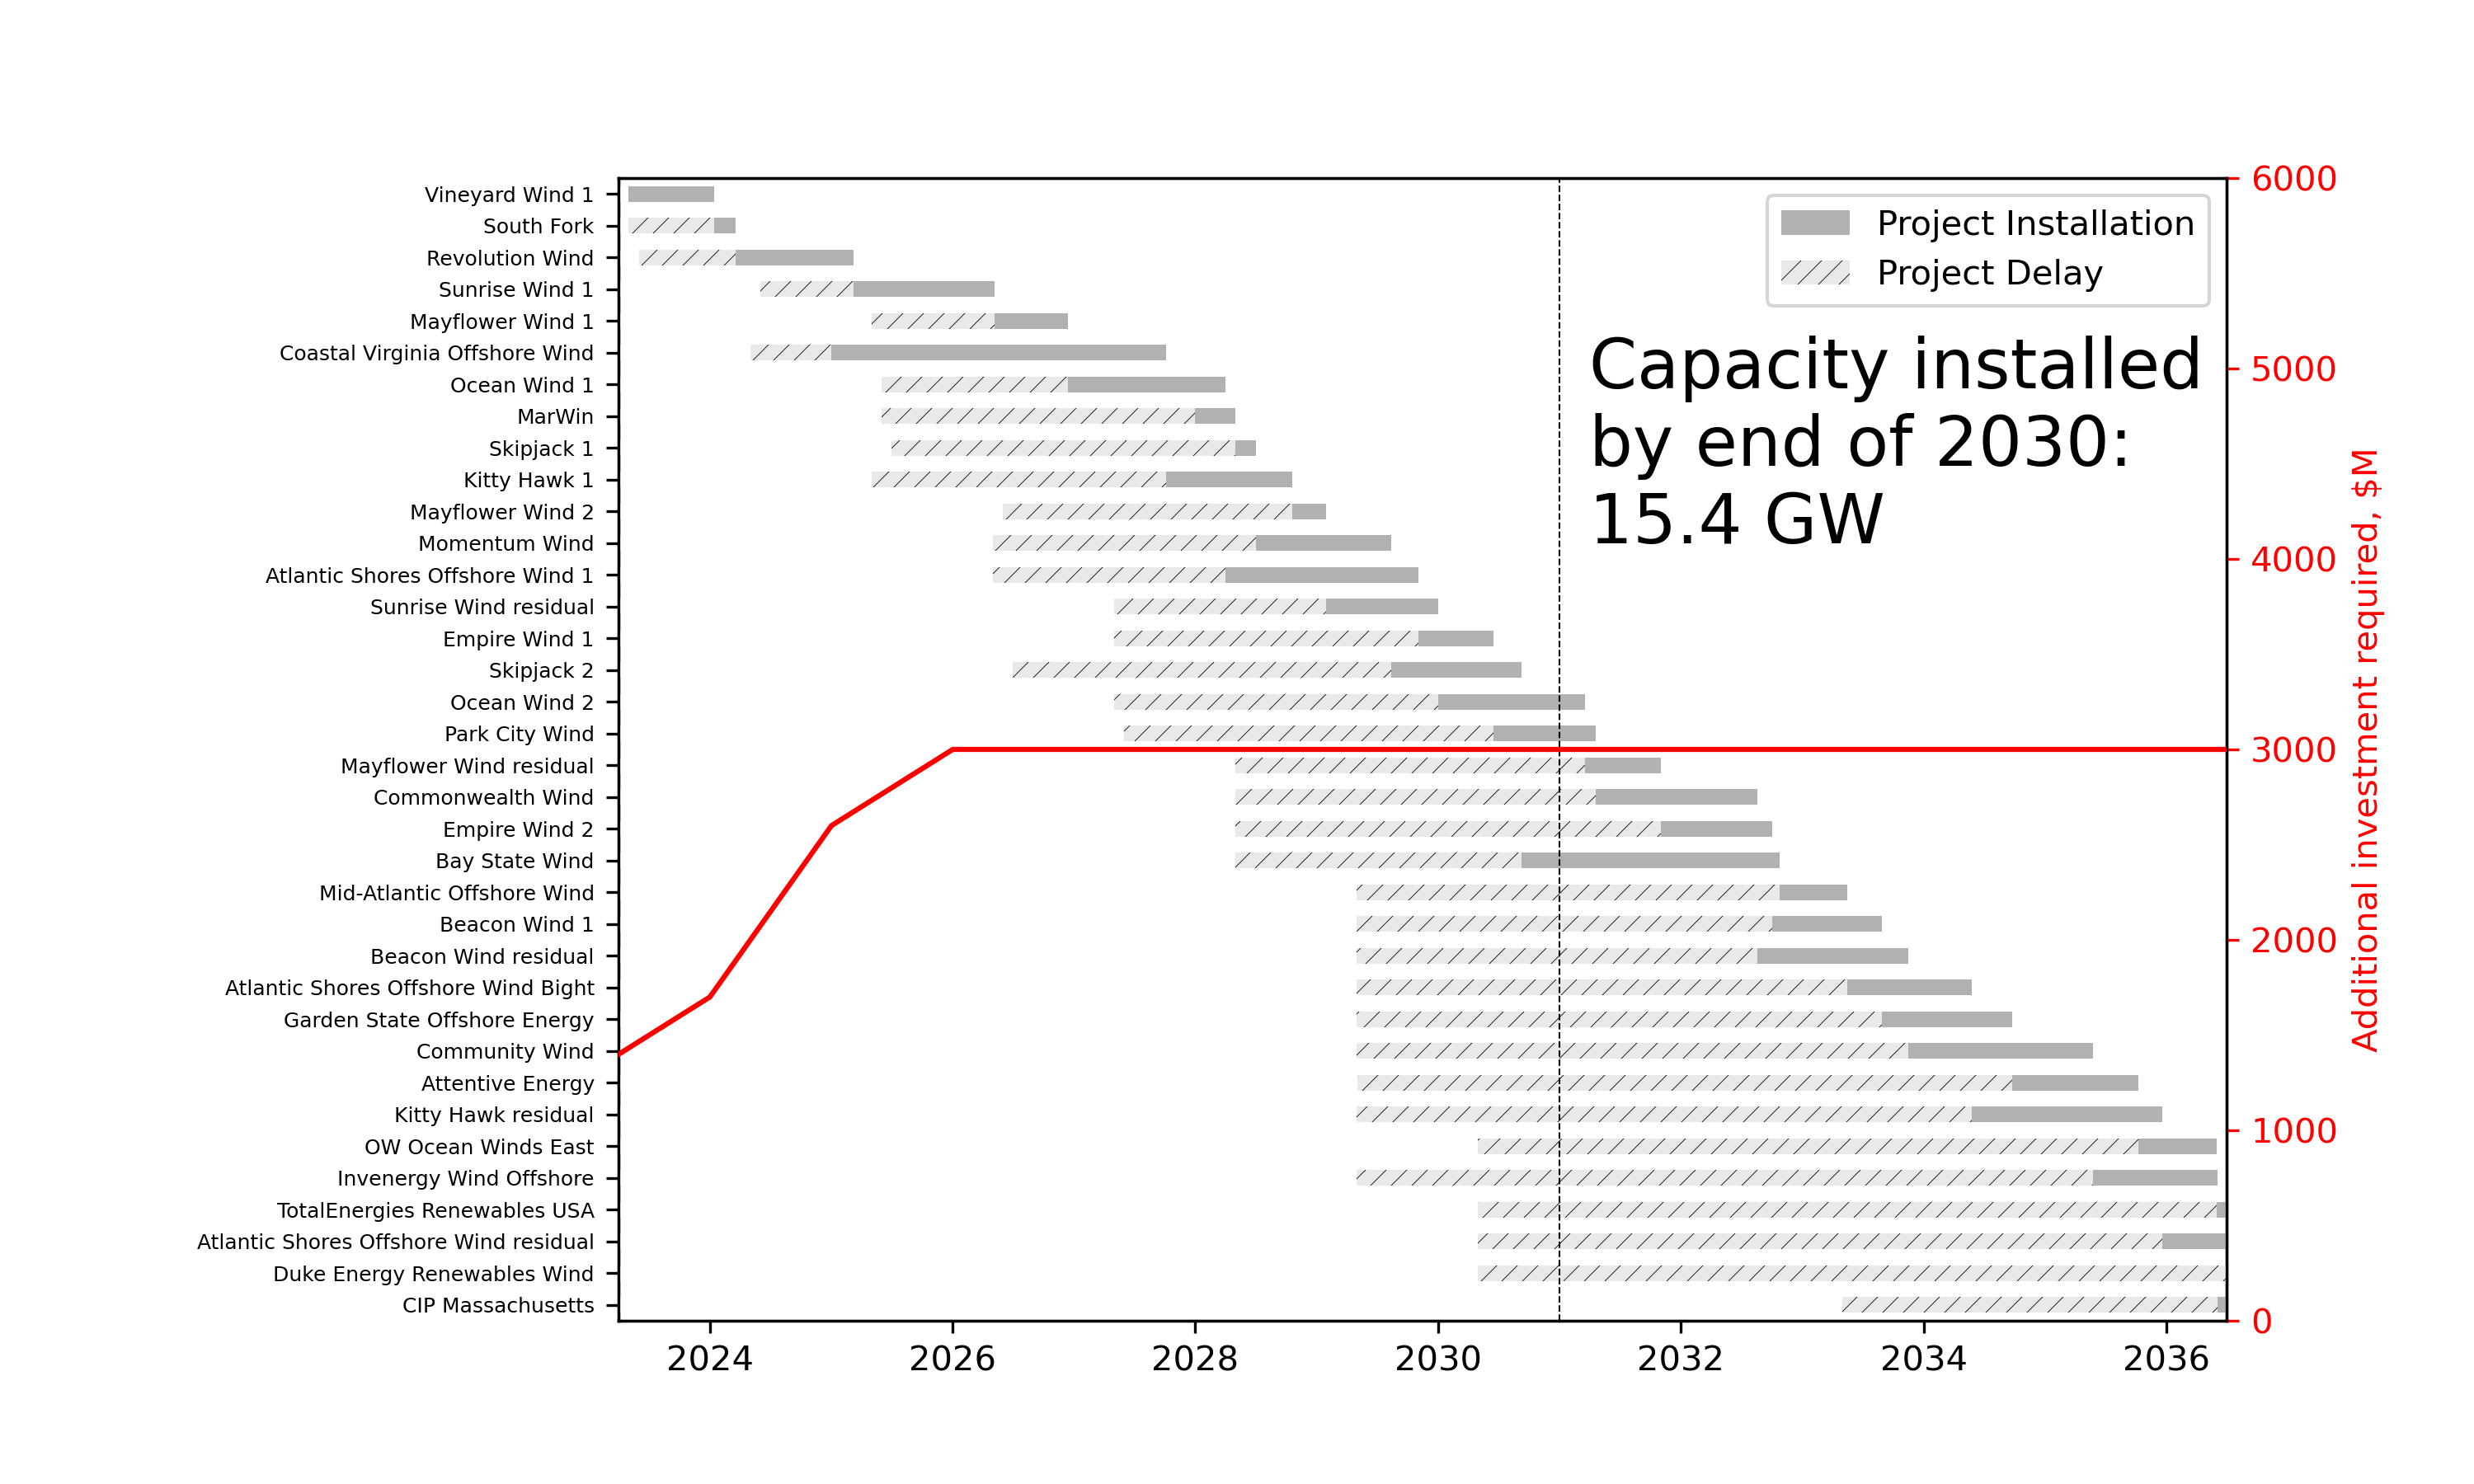 Vineyard Wind 1
South Fork
Revolution Wind
Sunrise Wind 1
Mayflower Wind 1
Coastal Virginia Offshore Wind
Ocean Wind 1
MarWin
Skipjack 1
Kitty Hawk 1
Mayflower Wind 2
Momentum Wind
Atlantic Shores Offshore Wind 1
Sunrise Wind residual
Empire Wind 1
Skipjack 2
Ocean Wind 2
Park City Wind
Mayflower Wind residual
Commonwealth Wind
Empire Wind 2
Bay State Wind
Mid-Atlantic Offshore Wind
Beacon Wind 1
Beacon Wind residual
Atlantic Shores Offshore Wind Bight
Garden State Offshore Energy
Community Wind
Attentive Energy
Kitty Hawk residual
OW Ocean Winds East
Invenergy Wind Offshore
TotalEnergies Renewables USA
Atlantic Shores Offshore Wind residual
Duke Energy Renewables Wind
CIP Massachusetts
Project Installation
Project Delay
Capacity installed
by end of 2030:
15.4 GW
6000
5000
4000
3000
2000
1000
0
Additional investment required, $M
2024 2026 2028 2030 2032 2034 2036